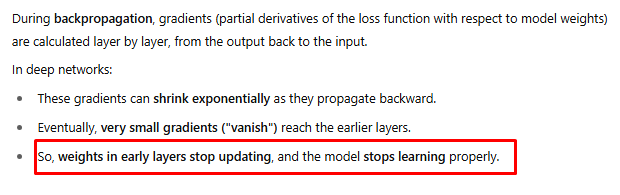 During backpropagation, gradients (partial derivatives of the loss function with respect to model weights)
are calculated layer by layer, from the output back to the input.
In deep networks:
• These gradients can shrink exponentially as they propagate backward.
• Eventually, very small gradients ("vanish") reach the earlier layers.
• So, weights in early layers stop updating, and the model stops learning properly.